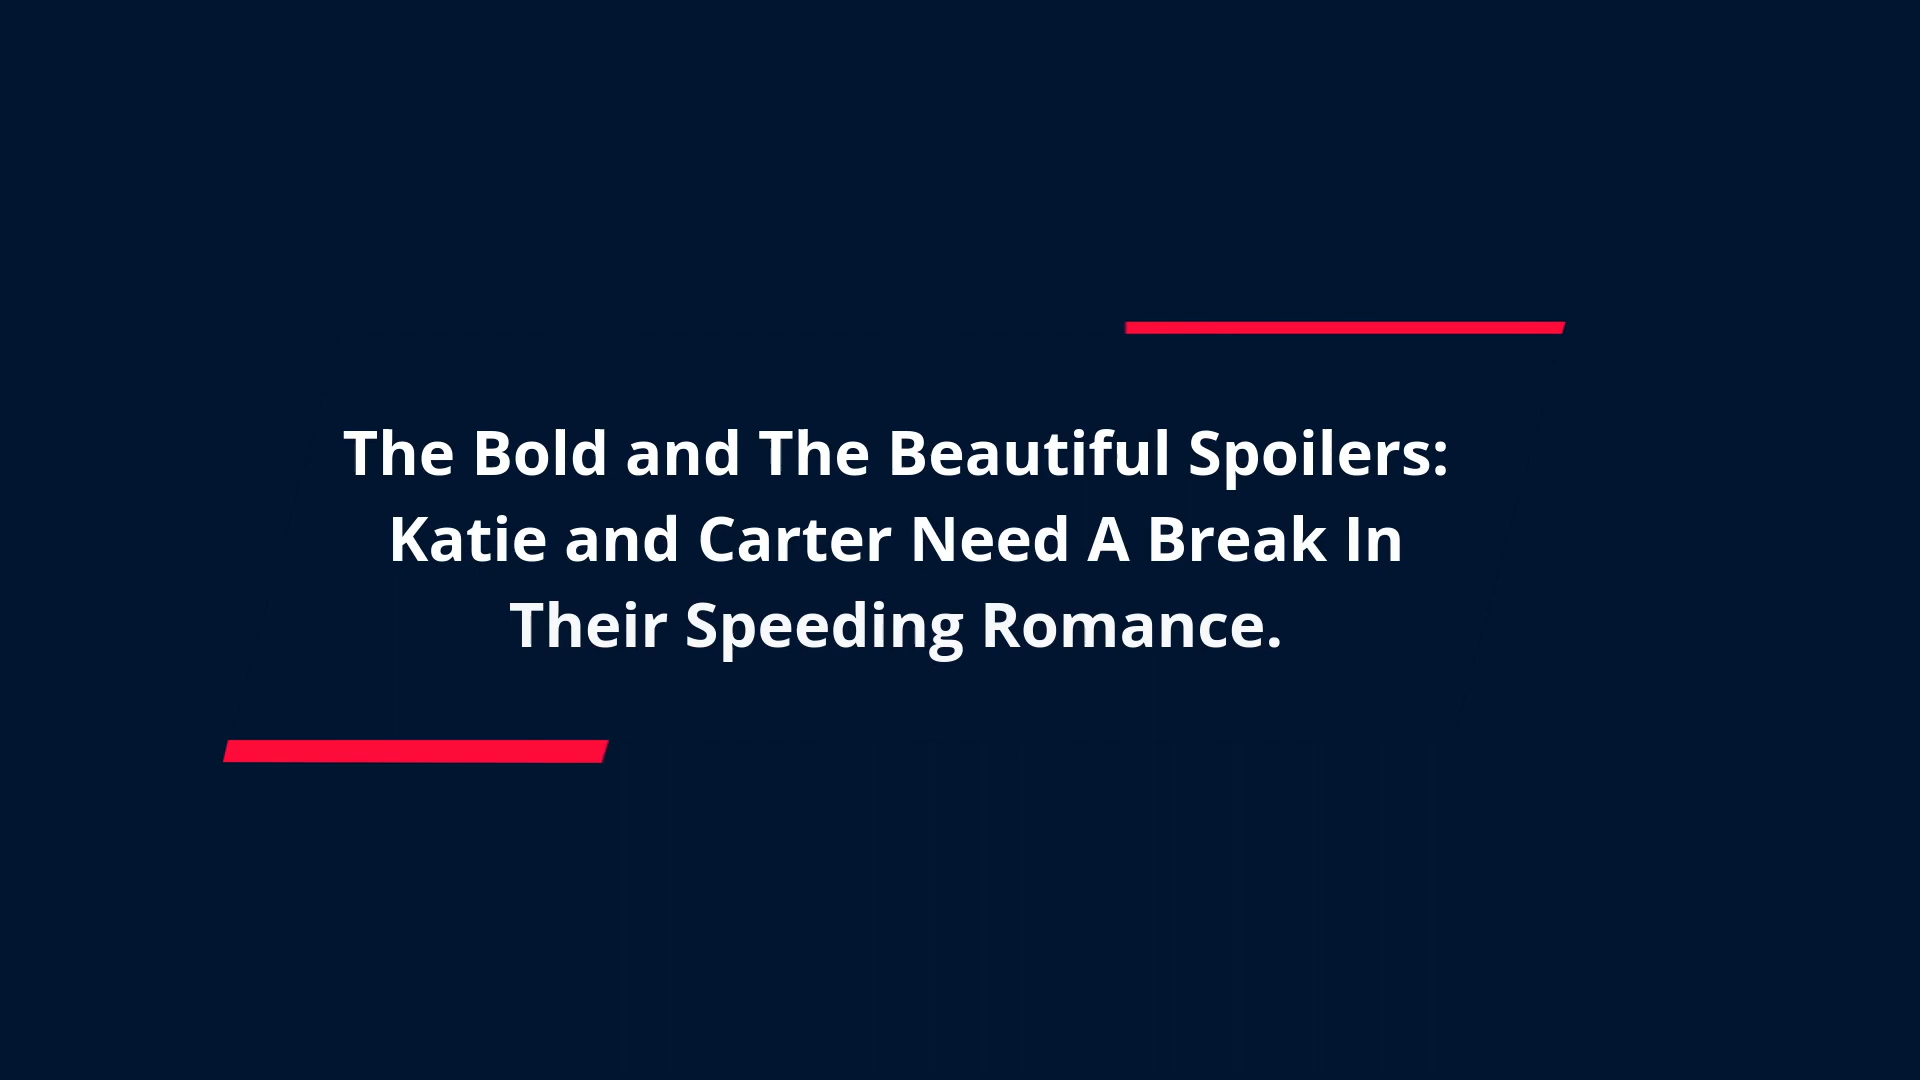 The Bold and The Beautiful Spoilers:
Katie and Carter Need A Break In
Their Speeding Romance.